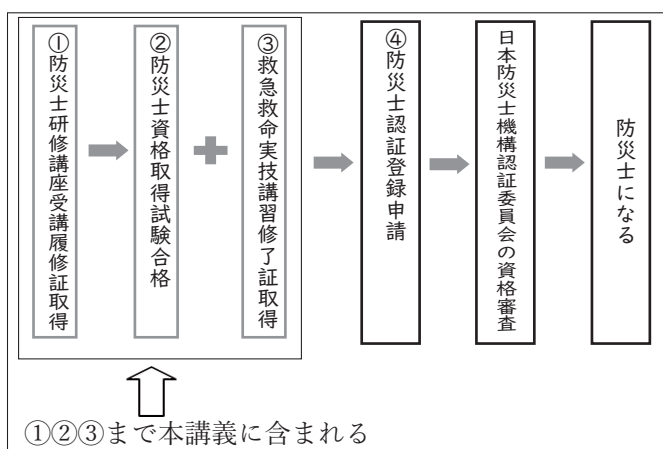 ①防災士研修講座受講履修証取得
②防災士資格取得試験合格
③救急救命実技講習修了証取得
④防災士認証登録申請
日本防災士機構認証委員会の資格審査
防災士になる
①②③まで本講義に含まれる